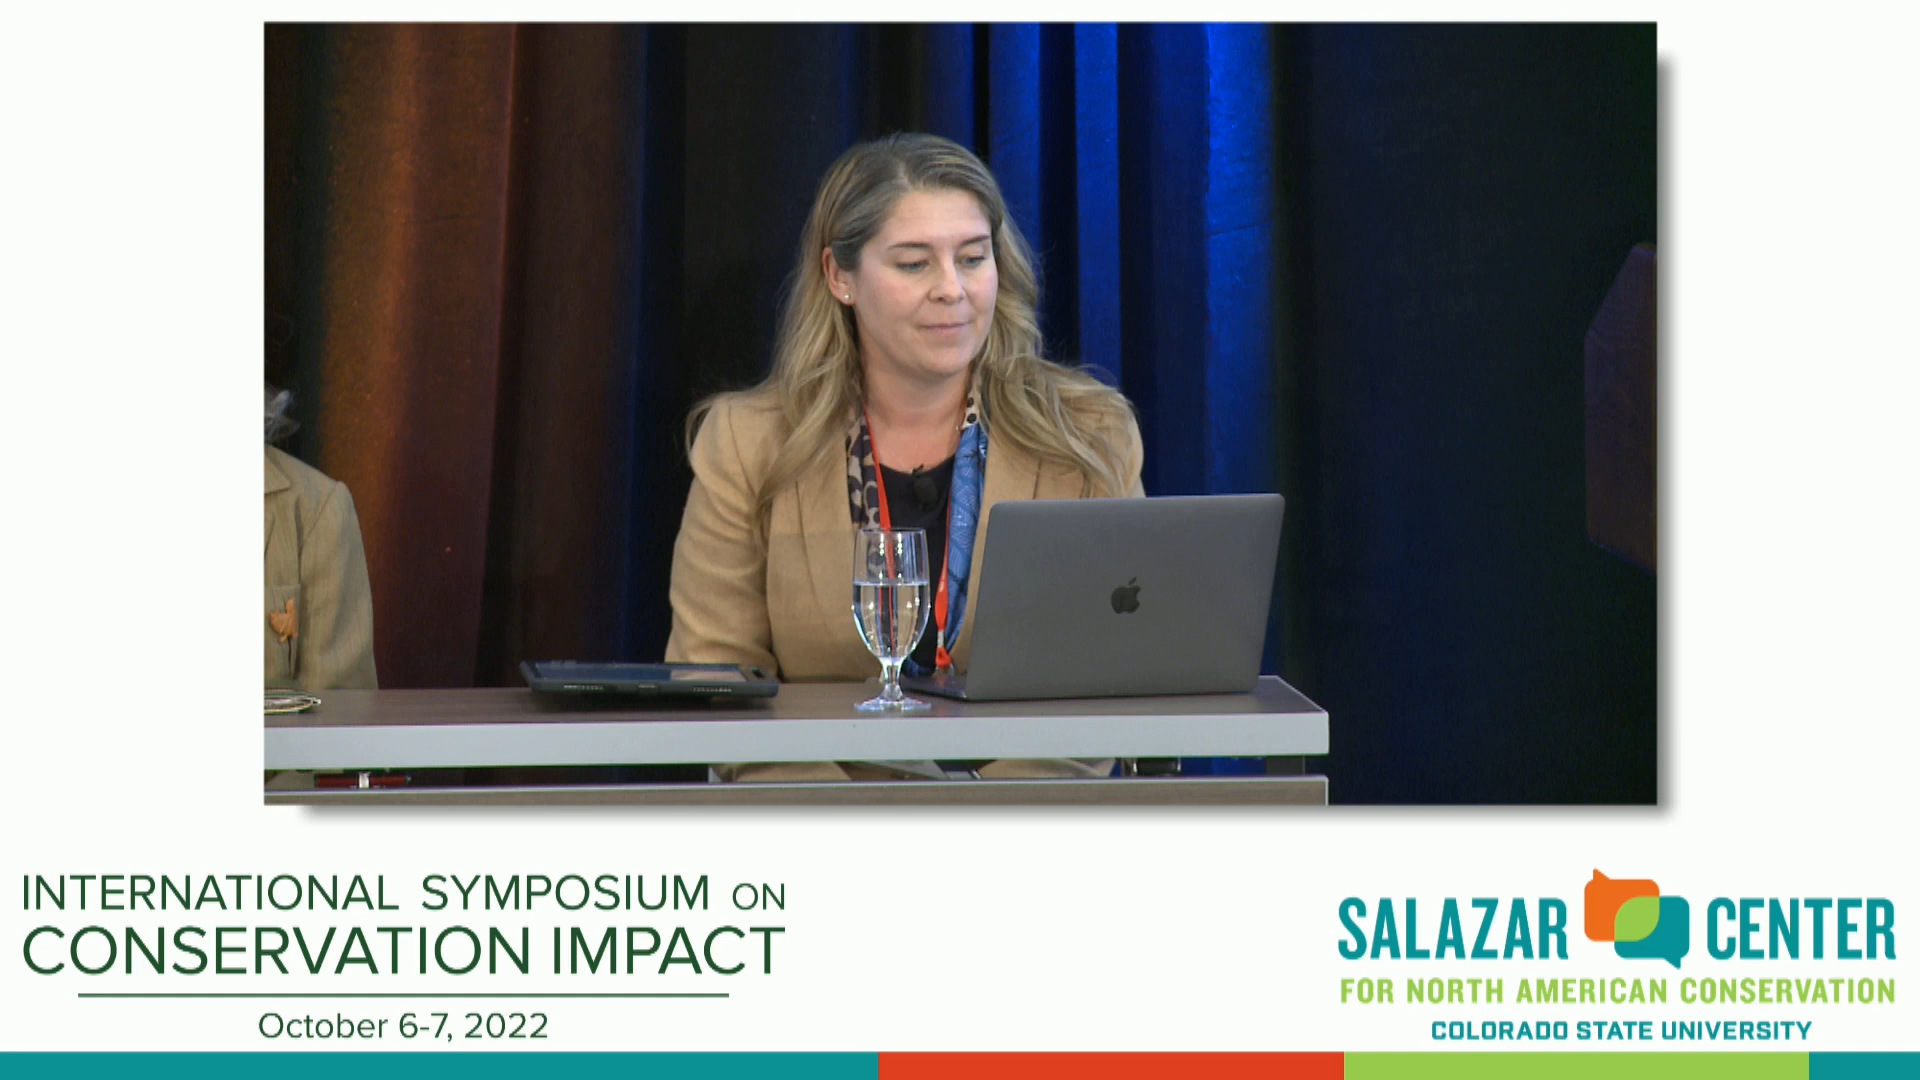 INTERNATIONAL SYMPOSIUM ON
CONSERVATION IMPACT
October 6-7, 2022
SALAZAR CENTER
FOR NORTH AMERICAN CONSERVATION
COLORADO STATE UNIVERSITY